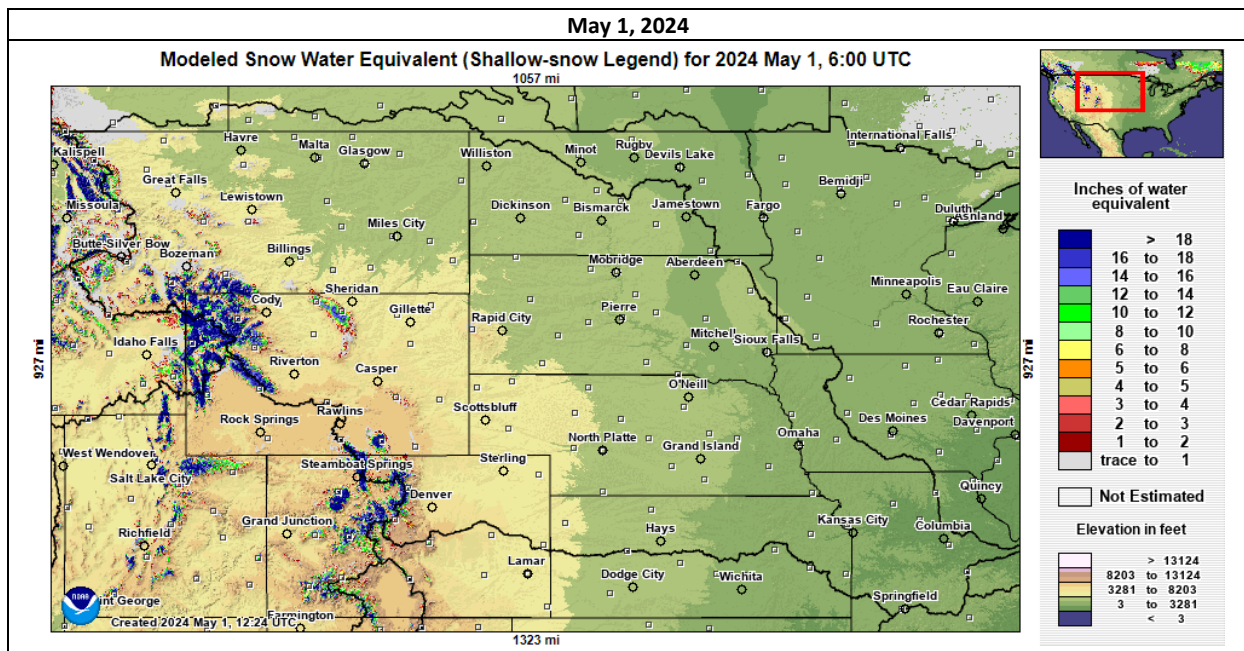 May 1, 2024
Modeled Snow Water Equivalent (Shallow-snow Legend) for 2024 May 1, 6:00 UTC
1057 mi
927 mi
Kalispell
Havre
Malta
Glasgow
Williston
Minot
Rugby
Devils Lake
International Falls
Great Falls
Lewistown
Missoula
Dickinson
Bismarck
Jamestown
Fargo
Bemidji
Duluth
Ashland
Miles City
Butte-Silver Bow
Bozeman
Billings
Mobridge
Aberdeen
Cody
Sheridan
Gillette
Rapid City
Pierre
Minneapolis
Eau Claire
Idaho Falls
Riverton
Casper
Mitchell
Sioux Falls
Rochester
Rock Springs
Rawlins
Scottsbluff
O'Neill
North Platte
Grand Island
Omaha
Des Moines
Cedar Rapids
Davenport
West Wendover
Salt Lake City
Steamboat Springs
Sterling
Denver
Quincy
Richfield
Grand Junction
Hays
Kansas City
Columbia
Lamar
Dodge City
Wichita
Springfield
NOAA
int George
Farmington
Created 2024 May 1, 12:24 UTC
1323 mi
927 mi
Inches of water
equivalent
> 18
16 to 18
14 to 16
12 to 14
10 to 12
8 to 10
6 to 8
5 to 6
4 to 5
3 to 4
2 to 3
1 to 2
trace to 1
Not Estimated
Elevation in feet
> 13124
8203 to 13124
3281 to 8203
3 to 3281
< 3